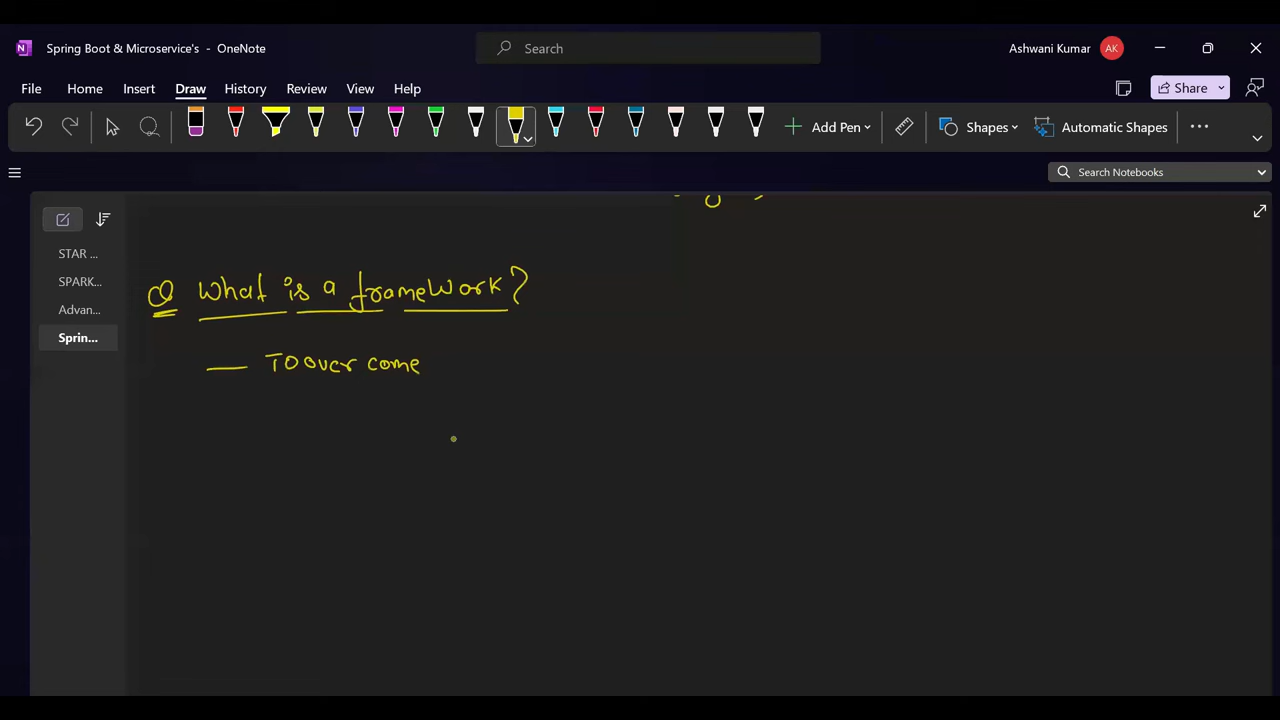 Spring Boot & Microservice's - OneNote
Search
Ashwani Kumar AK
File Home Insert Draw History Review View Help
Share
Add Pen Shapes Automatic Shapes
Search Notebooks
STAR ...
SPARK...
Advan...
Sprin...
Q What is a frameWork?
— TO Over come